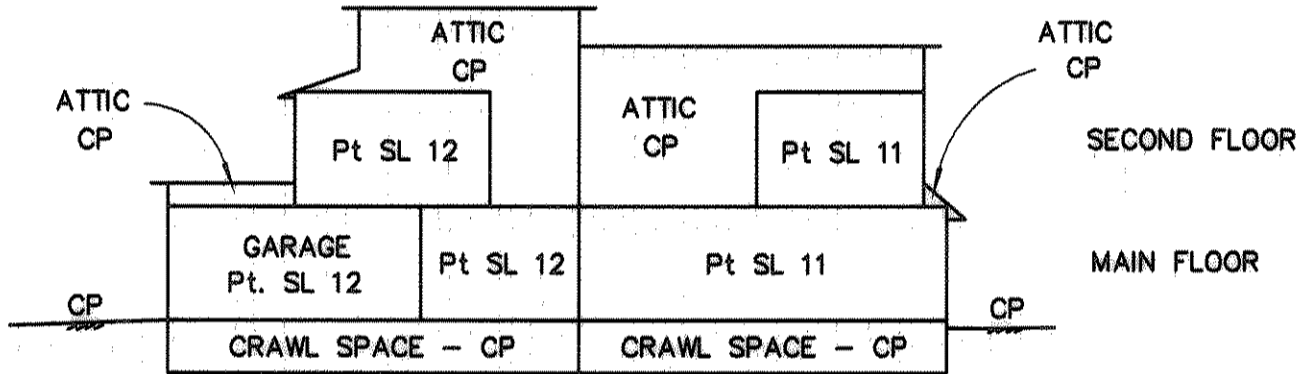 ATTIC
CP
ATTIC
CP
ATTIC
CP
ATTIC
CP
Pt SL 12
Pt SL 11
SECOND FLOOR
GARAGE
Pt. SL 12
Pt SL 12
Pt SL 11
MAIN FLOOR
CP
CP
CRAWL SPACE - CP
CRAWL SPACE - CP